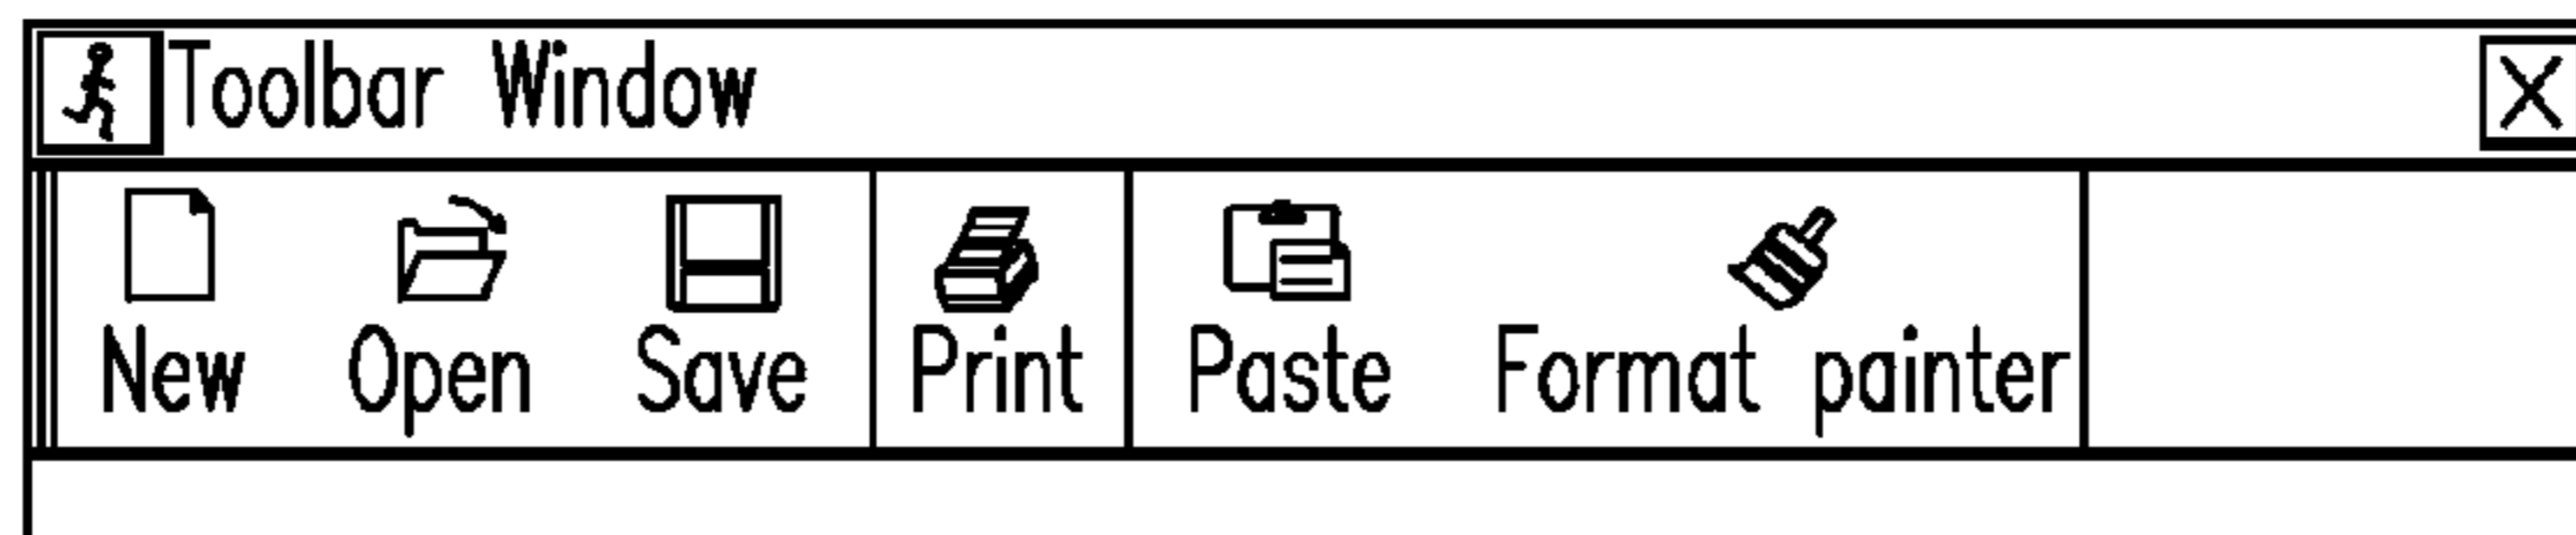 Toolbar Window
New Open Save Print Paste Format painter